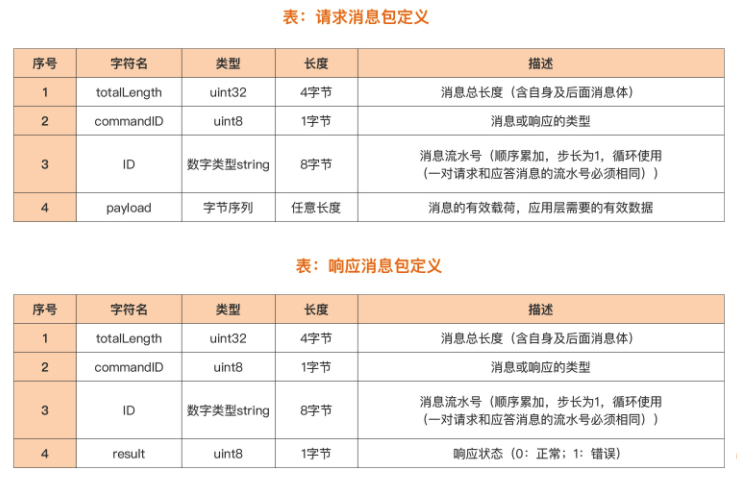 表：请求消息包定义
序号 字符名 类型 长度 描述
1 totalLength uint32 4字节 消息总长度（含自身及后面消息体）
2 commandID uint8 1字节 消息或响应的类型
3 ID 数字类型string 8字节 消息流水号（顺序累加，步长为1，循环使用
（一对请求和应答消息的流水号必须相同））
4 payload 字节序列 任意长度 消息的有效载荷，应用层需要的有效数据
表：响应消息包定义
序号 字符名 类型 长度 描述
1 totalLength uint32 4字节 消息总长度（含自身及后面消息体）
2 commandID uint8 1字节 消息或响应的类型
3 ID 数字类型string 8字节 消息流水号（顺序累加，步长为1，循环使用
（一对请求和应答消息的流水号必须相同））
4 result uint8 1字节 响应状态（0：正常；1：错误）